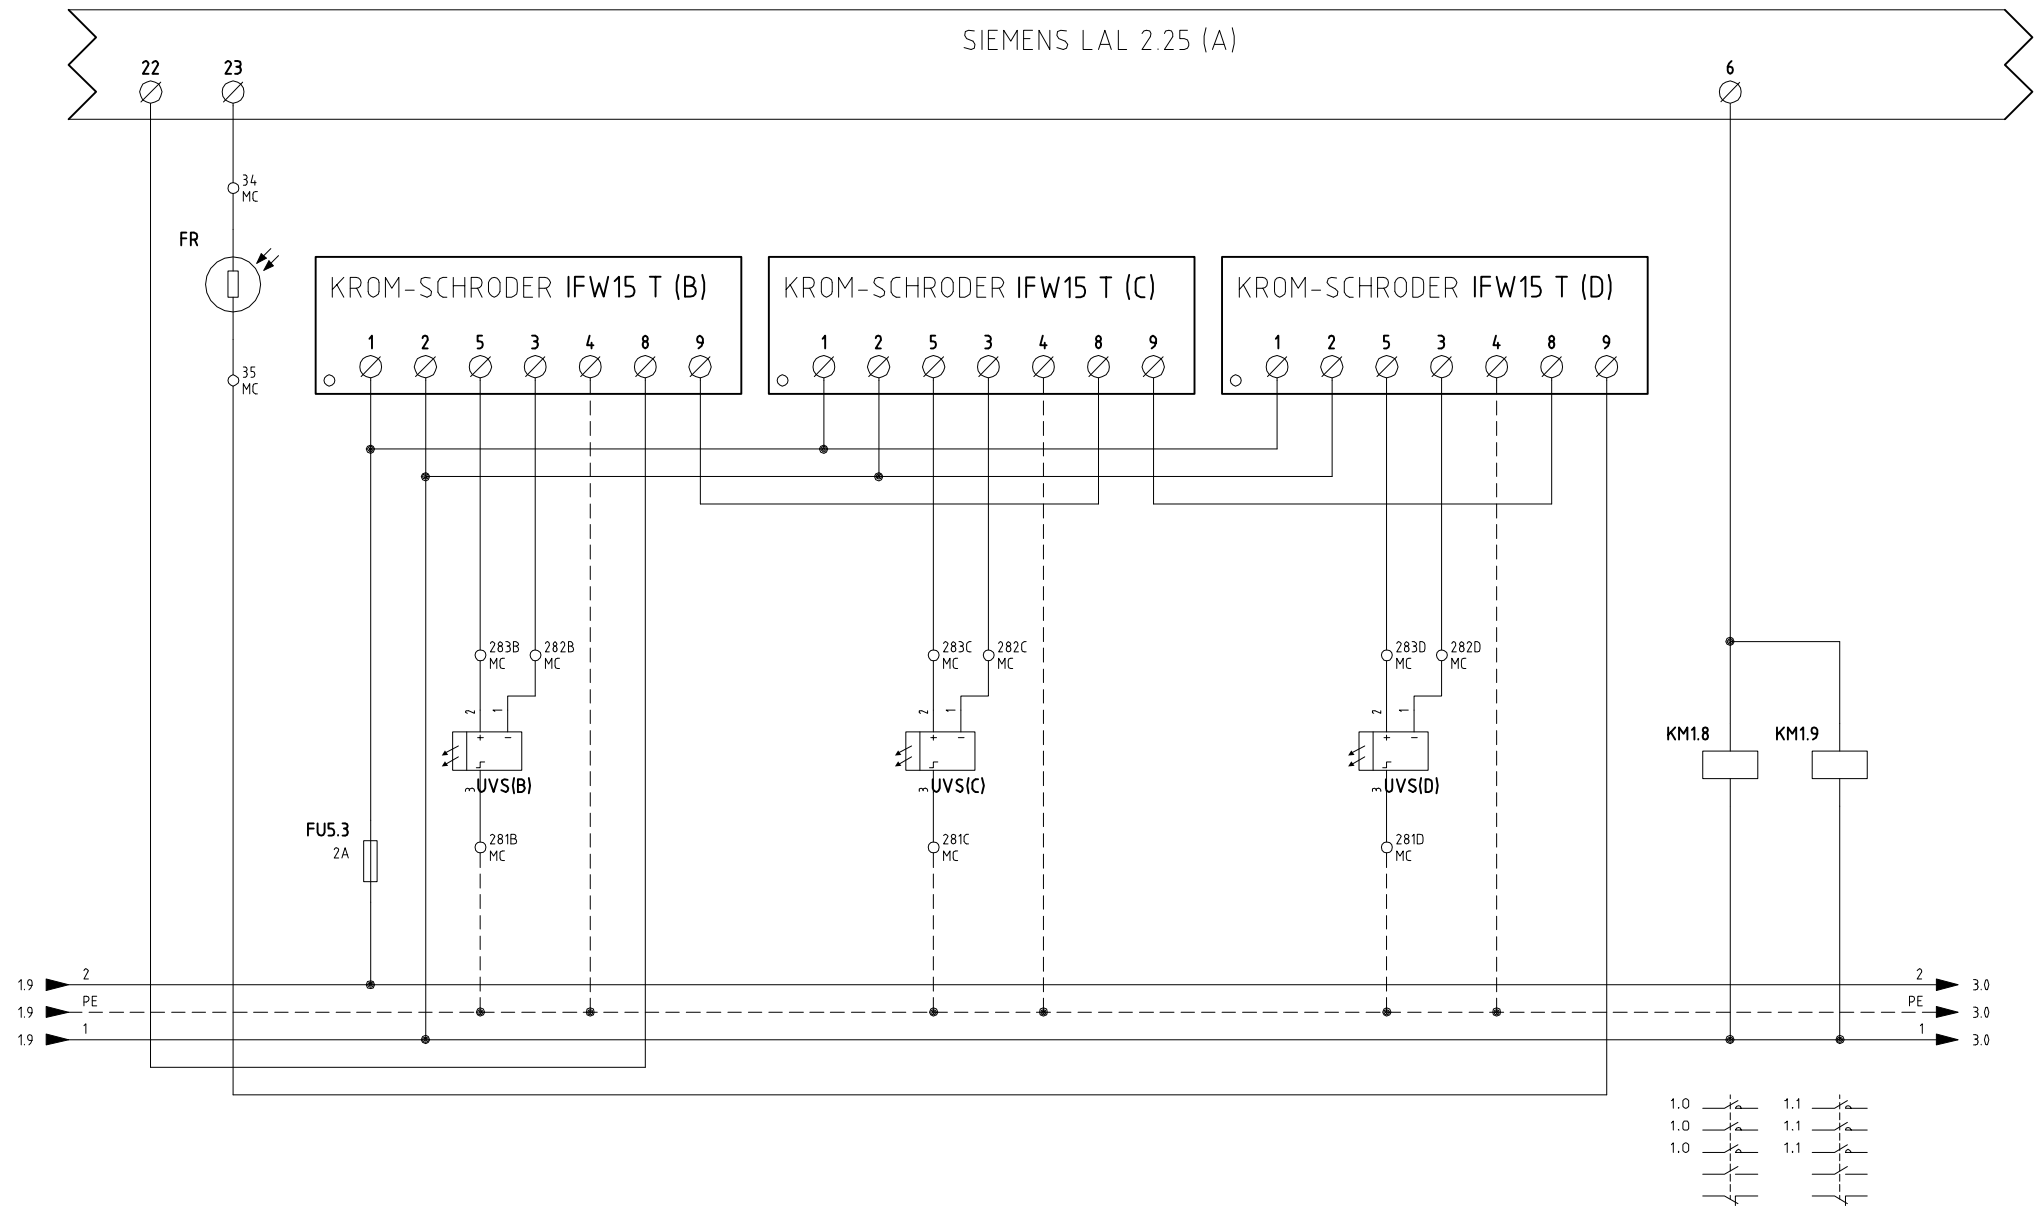 SIEMENS LAL 2.25 (A)
22 23 6
34
MC
FR
KROM-SCHRODER IFW15 T (B) KROM-SCHRODER IFW15 T (C) KROM-SCHRODER IFW15 T (D)
1 2 5 3 4 8 9 1 2 5 3 4 8 9 1 2 5 3 4 8 9
35
MC
283B 282B 283C 282C 283D 282D
MC MC MC MC MC MC
2 1 2 1 2 1
KM1.8 KM1.9
+ - + - + -
3 UVS(B) 3 UVS(C) 3 UVS(D)
FU5.3
2A
281B 281C 281D
MC MC MC
1.9 2 2 3.0
1.9 PE PE 3.0
1.9 1 1 3.0
1.0 1.1
1.0 1.1
1.0 1.1